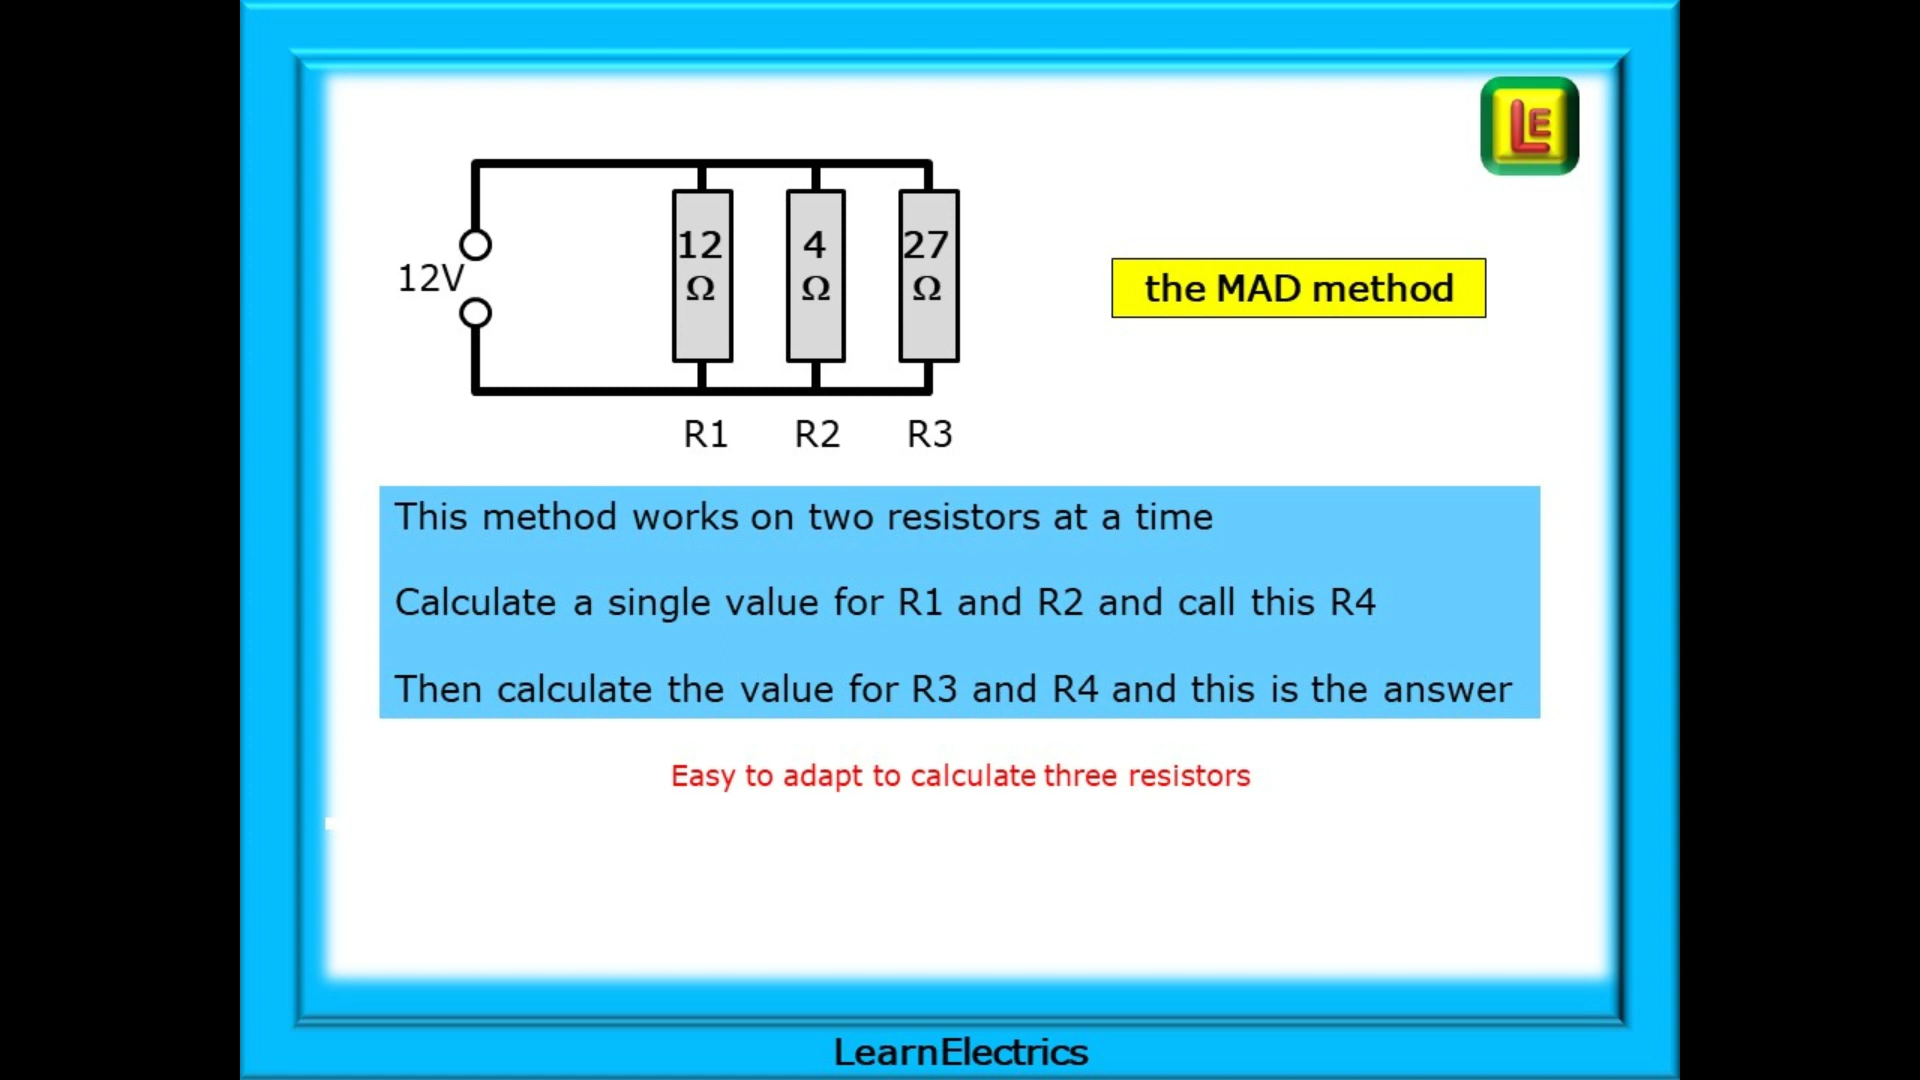 LE
12 Ω
4 Ω
27 Ω
12V
the MAD method
R1 R2 R3
This method works on two resistors at a time
Calculate a single value for R1 and R2 and call this R4
Then calculate the value for R3 and R4 and this is the answer
Easy to adapt to calculate three resistors
LearnElectrics